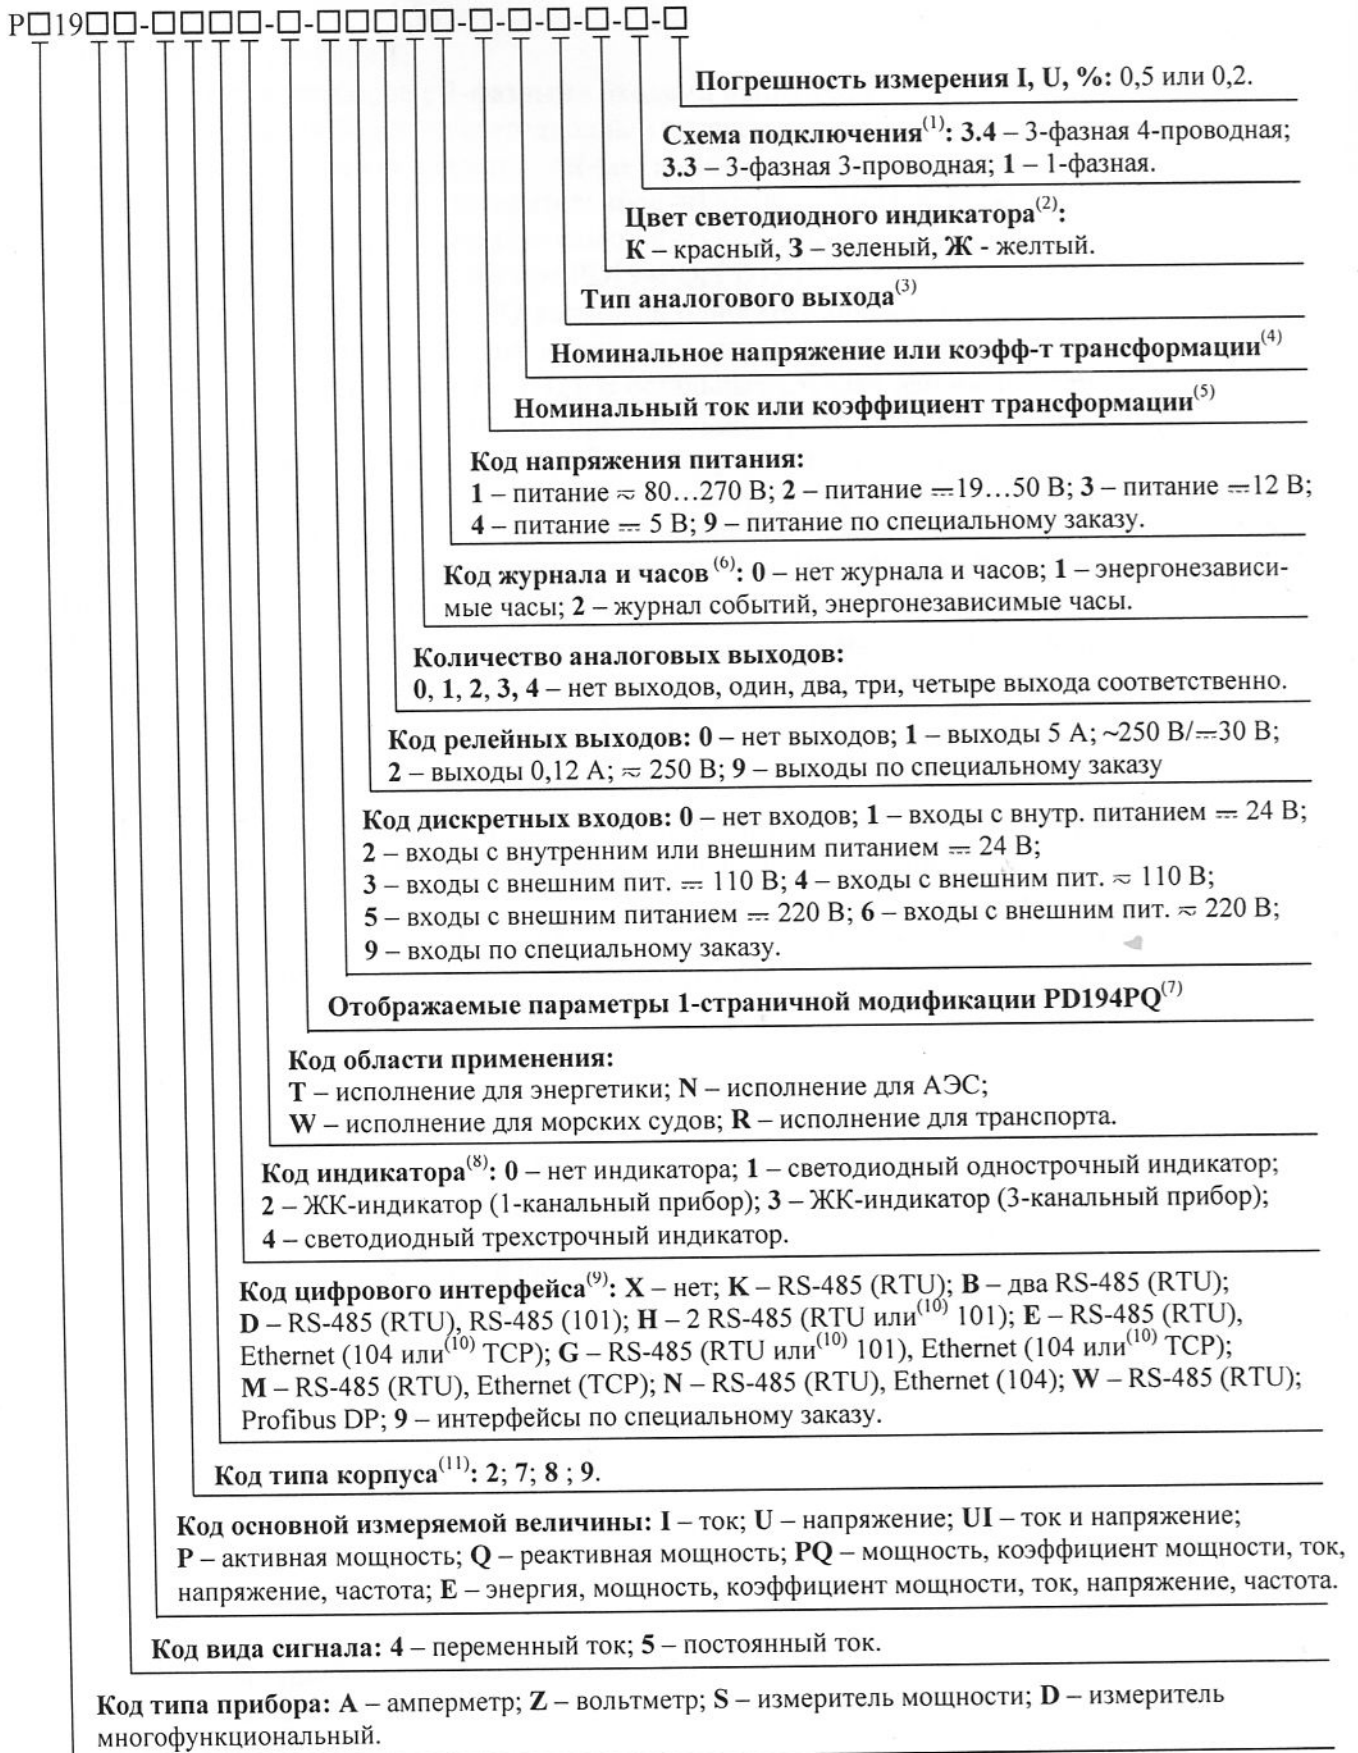 Р□19□□-□□□□-□-□□□□□-□-□-□-□-□-□
Погрешность измерения I, U, %: 0,5 или 0,2.
Схема подключения(1): 3.4 – 3-фазная 4-проводная;
3.3 – 3-фазная 3-проводная; 1 – 1-фазная.
Цвет светодиодного индикатора(2):
К – красный, З – зеленый, Ж - желтый.
Тип аналогового выхода(3)
Номинальное напряжение или коэфф-т трансформации(4)
Номинальный ток или коэффициент трансформации(5)
Код напряжения питания:
1 – питание ≂ 80...270 В; 2 – питание ⎓19...50 В; 3 – питание ⎓12 В;
4 – питание ⎓ 5 В; 9 – питание по специальному заказу.
Код журнала и часов (6): 0 – нет журнала и часов; 1 – энергонезависи-
мые часы; 2 – журнал событий, энергонезависимые часы.
Количество аналоговых выходов:
0, 1, 2, 3, 4 – нет выходов, один, два, три, четыре выхода соответственно.
Код релейных выходов: 0 – нет выходов; 1 – выходы 5 А; ~250 В/⎓30 В;
2 – выходы 0,12 А; ≂ 250 В; 9 – выходы по специальному заказу
Код дискретных входов: 0 – нет входов; 1 – входы с внутр. питанием ⎓ 24 В;
2 – входы с внутренним или внешним питанием ⎓ 24 В;
3 – входы с внешним пит. ⎓ 110 В; 4 – входы с внешним пит. ≂ 110 В;
5 – входы с внешним питанием ⎓ 220 В; 6 – входы с внешним пит. ≂ 220 В;
9 – входы по специальному заказу.
Отображаемые параметры 1-страничной модификации PD194PQ(7)
Код области применения:
T – исполнение для энергетики; N – исполнение для АЭС;
W – исполнение для морских судов; R – исполнение для транспорта.
Код индикатора(8): 0 – нет индикатора; 1 – светодиодный однострочный индикатор;
2 – ЖК-индикатор (1-канальный прибор); 3 – ЖК-индикатор (3-канальный прибор);
4 – светодиодный трехстрочный индикатор.
Код цифрового интерфейса(9): X – нет; K – RS-485 (RTU); B – два RS-485 (RTU);
D – RS-485 (RTU), RS-485 (101); H – 2 RS-485 (RTU или(10) 101); E – RS-485 (RTU),
Ethernet (104 или(10) TCP); G – RS-485 (RTU или(10) 101), Ethernet (104 или(10) TCP);
M – RS-485 (RTU), Ethernet (TCP); N – RS-485 (RTU), Ethernet (104); W – RS-485 (RTU);
Profibus DP; 9 – интерфейсы по специальному заказу.
Код типа корпуса(11): 2; 7; 8 ; 9.
Код основной измеряемой величины: I – ток; U – напряжение; UI – ток и напряжение;
P – активная мощность; Q – реактивная мощность; PQ – мощность, коэффициент мощности, ток,
напряжение, частота; E – энергия, мощность, коэффициент мощности, ток, напряжение, частота.
Код вида сигнала: 4 – переменный ток; 5 – постоянный ток.
Код типа прибора: A – амперметр; Z – вольтметр; S – измеритель мощности; D – измеритель
многофункциональный.